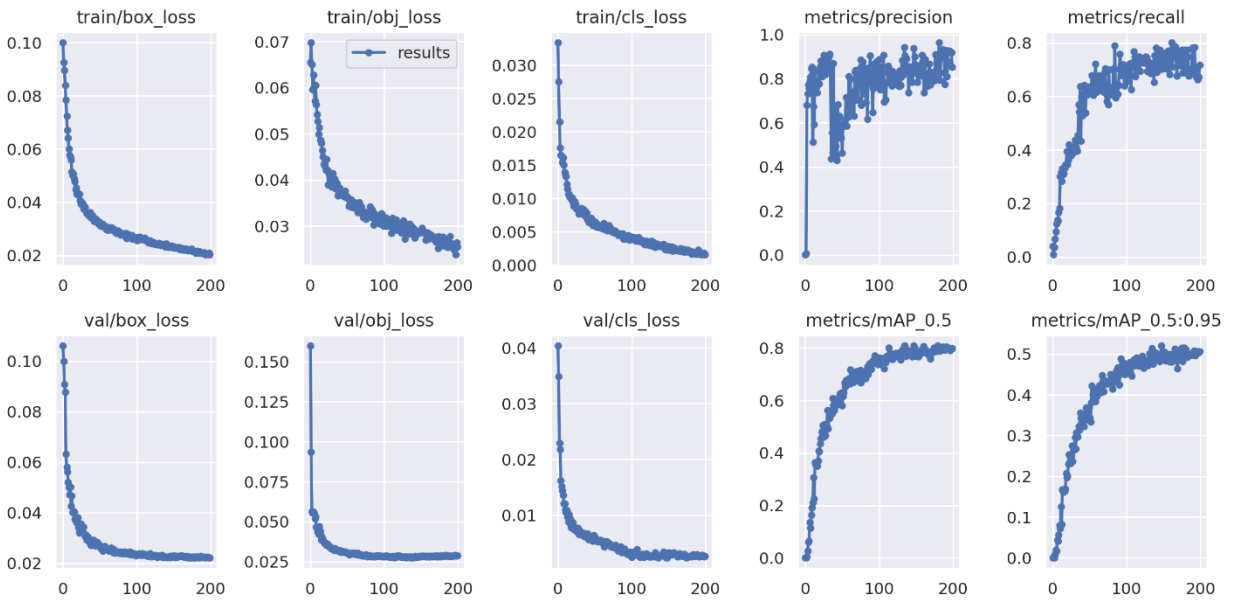 train/box_loss
0.10
0.08
0.06
0.04
0.02
0 100 200
train/obj_loss
0.07
0.06
0.05
0.04
0.03
0 100 200
results
train/cls_loss
0.030
0.025
0.020
0.015
0.010
0.005
0.000
0 100 200
metrics/precision
1.0
0.8
0.6
0.4
0.2
0.0
0 100 200
metrics/recall
0.8
0.6
0.4
0.2
0.0
0 100 200
val/box_loss
0.10
0.08
0.06
0.04
0.02
0 100 200
val/obj_loss
0.150
0.125
0.100
0.075
0.050
0.025
0 100 200
val/cls_loss
0.04
0.03
0.02
0.01
0 100 200
metrics/mAP_0.5
0.8
0.6
0.4
0.2
0.0
0 100 200
metrics/mAP_0.5:0.95
0.5
0.4
0.3
0.2
0.1
0.0
0 100 200